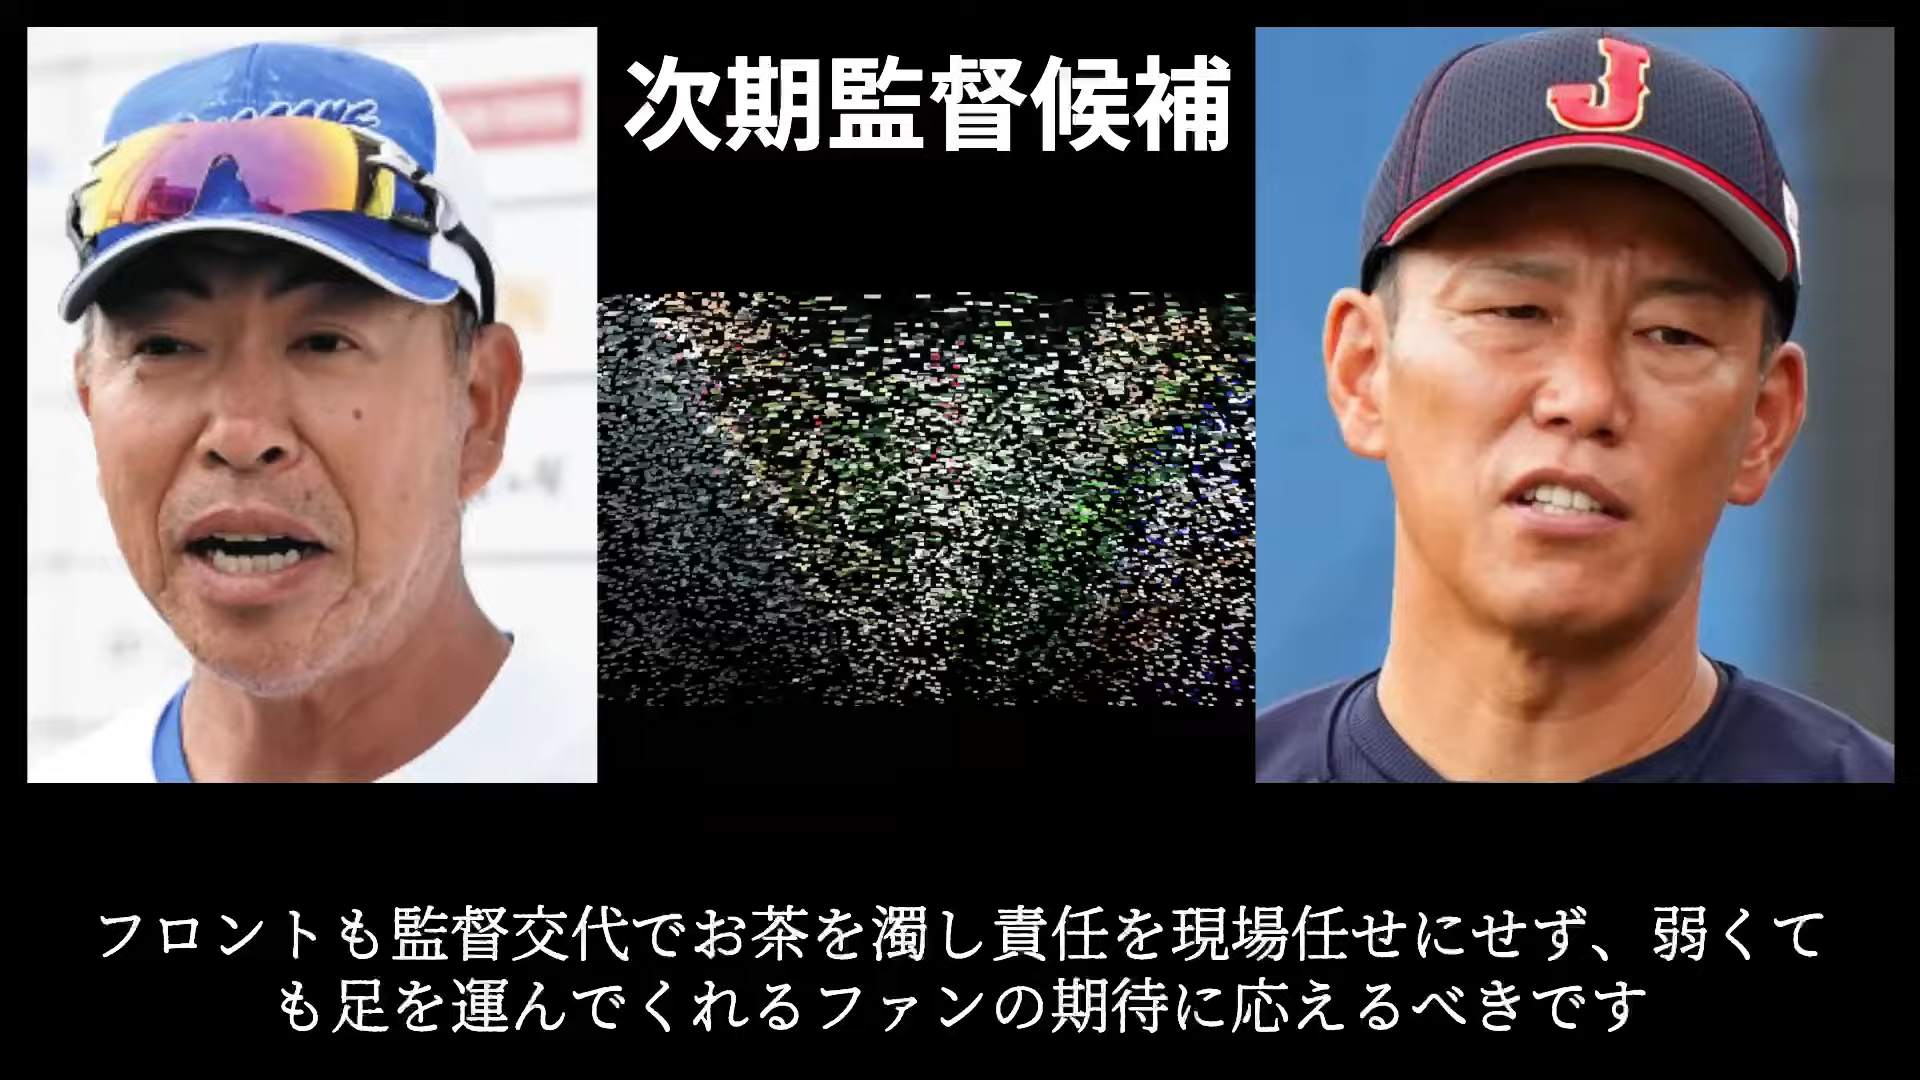 次期監督候補
J
フロントも監督交代でお茶を濁し責任を現場任せにせず、弱くて
も足を運んでくれるファンの期待に応えるべきです